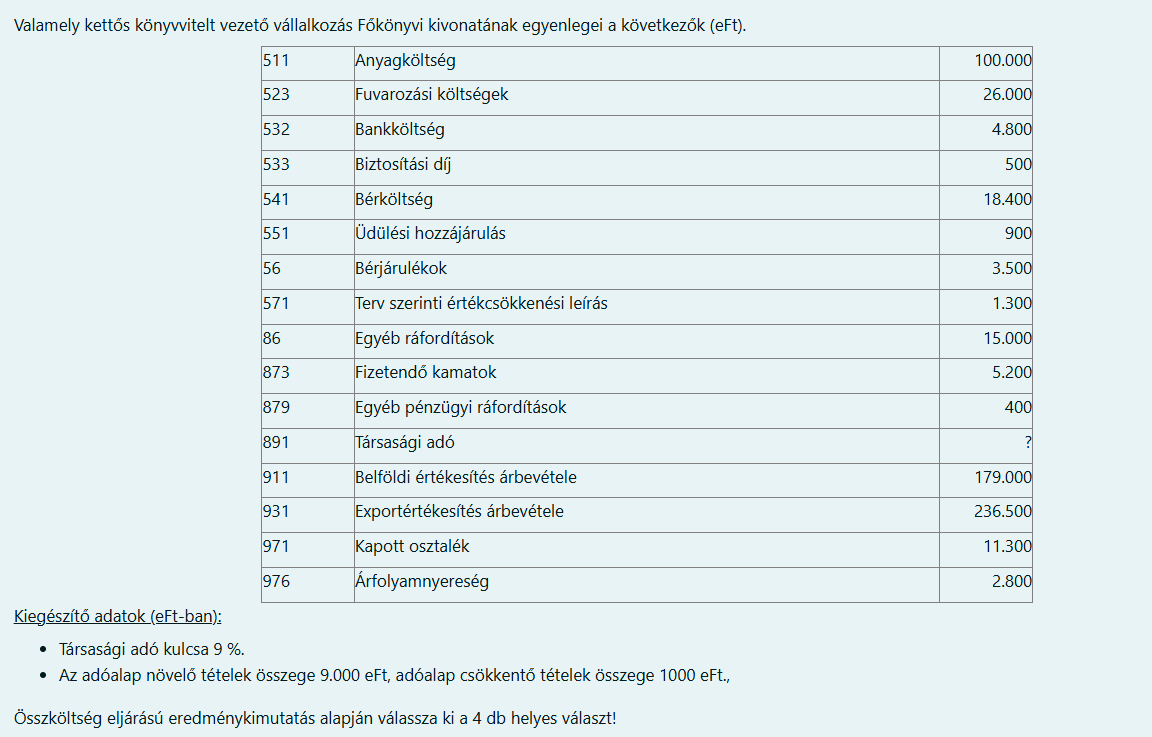 Valamely kettős könyvvitelt vezető vállalkozás Főkönyvi kivonatának egyenlegei a következők (eFt).
511 Anyagköltség 100.000
523 Fuvarozási költségek 26.000
532 Bankköltség 4.800
533 Biztosítási díj 500
541 Bérköltség 18.400
551 Üdülési hozzájárulás 900
56 Bérjárulékok 3.500
571 Terv szerinti értékcsökkenési leírás 1.300
86 Egyéb ráfordítások 15.000
873 Fizetendő kamatok 5.200
879 Egyéb pénzügyi ráfordítások 400
891 Társasági adó ?
911 Belföldi értékesítés árbevétele 179.000
931 Exportértékesítés árbevétele 236.500
971 Kapott osztalék 11.300
976 Árfolyamnyereség 2.800
Kiegészítő adatok (eFt-ban):
• Társasági adó kulcsa 9 %.
• Az adóalap növelő tételek összege 9.000 eFt, adóalap csökkentő tételek összege 1000 eFt.,
Összköltség eljárású eredménykimutatás alapján válassza ki a 4 db helyes választ!